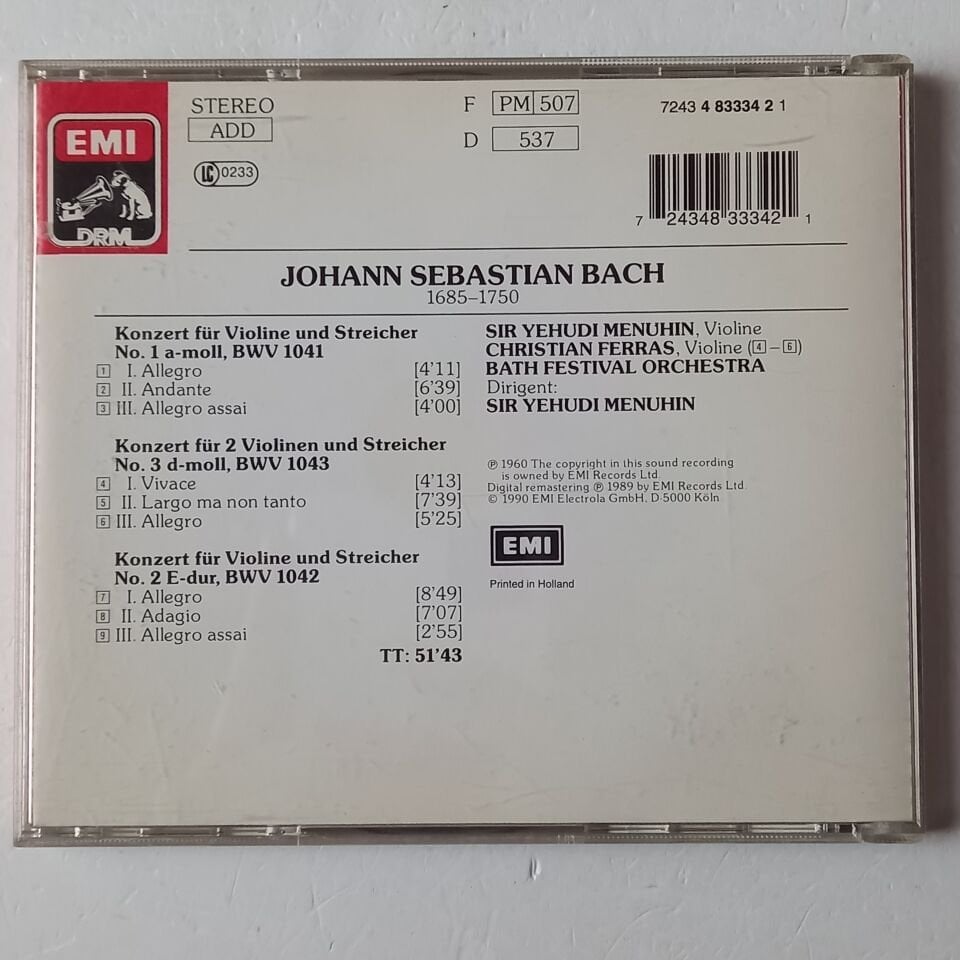 EMI
DRM
STEREO
ADD
LC 0233
F PM 507
D 537
7243 4 83334 2 1
7 24348 33342 1
JOHANN SEBASTIAN BACH
1685–1750
Konzert für Violine und Streicher
No. 1 a-moll, BWV 1041
1 I. Allegro [4'11]
2 II. Andante [6'39]
3 III. Allegro assai [4'00]
Konzert für 2 Violinen und Streicher
No. 3 d-moll, BWV 1043
4 I. Vivace [4'13]
5 II. Largo ma non tanto [7'39]
6 III. Allegro [5'25]
Konzert für Violine und Streicher
No. 2 E-dur, BWV 1042
7 I. Allegro [8'49]
8 II. Adagio [7'07]
9 III. Allegro assai [2'55]
TT: 51'43
SIR YEHUDI MENUHIN, Violine
CHRISTIAN FERRAS, Violine (4–6)
BATH FESTIVAL ORCHESTRA
Dirigent:
SIR YEHUDI MENUHIN
℗ 1960 The copyright in this sound recording
is owned by EMI Records Ltd.
Digital remastering ℗ 1989 by EMI Records Ltd.
© 1990 EMI Electrola GmbH, D-5000 Köln
EMI
Printed in Holland